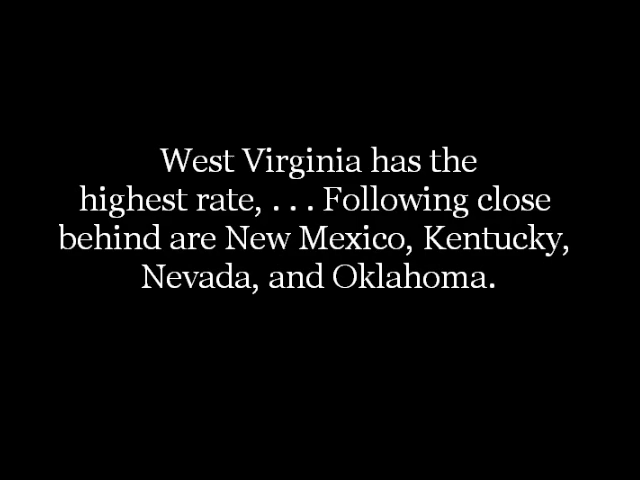 West Virginia has the
highest rate, . . . Following close
behind are New Mexico, Kentucky,
Nevada, and Oklahoma.